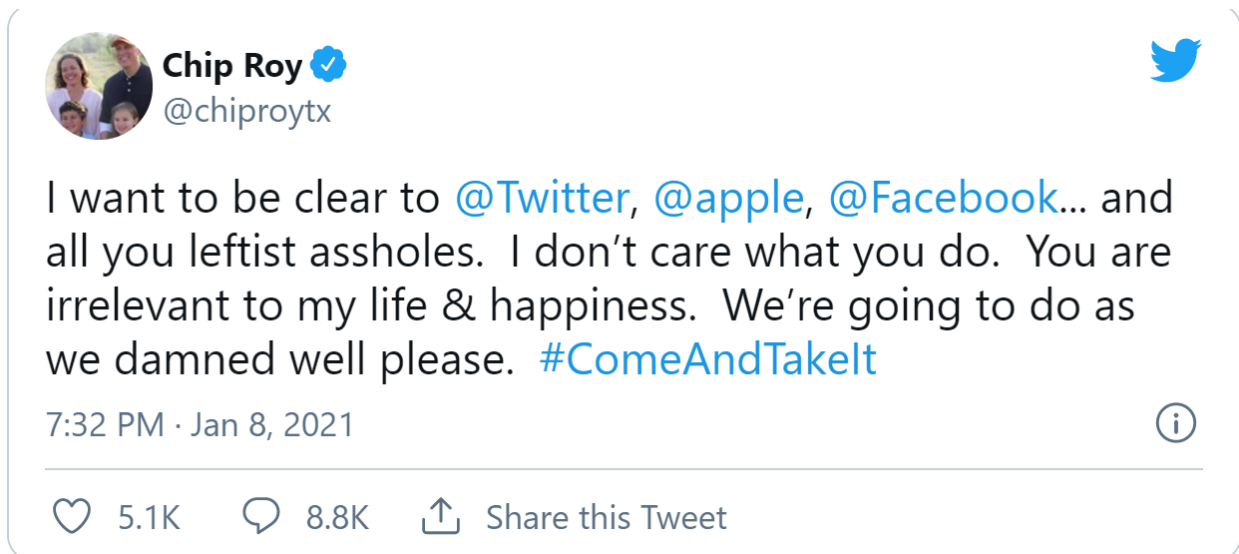 Chip Roy
@chiproytx
I want to be clear to @Twitter, @apple, @Facebook... and
all you leftist assholes.  I don’t care what you do.  You are
irrelevant to my life & happiness.  We’re going to do as
we damned well please.  #ComeAndTakeIt
7:32 PM · Jan 8, 2021
5.1K 8.8K Share this Tweet